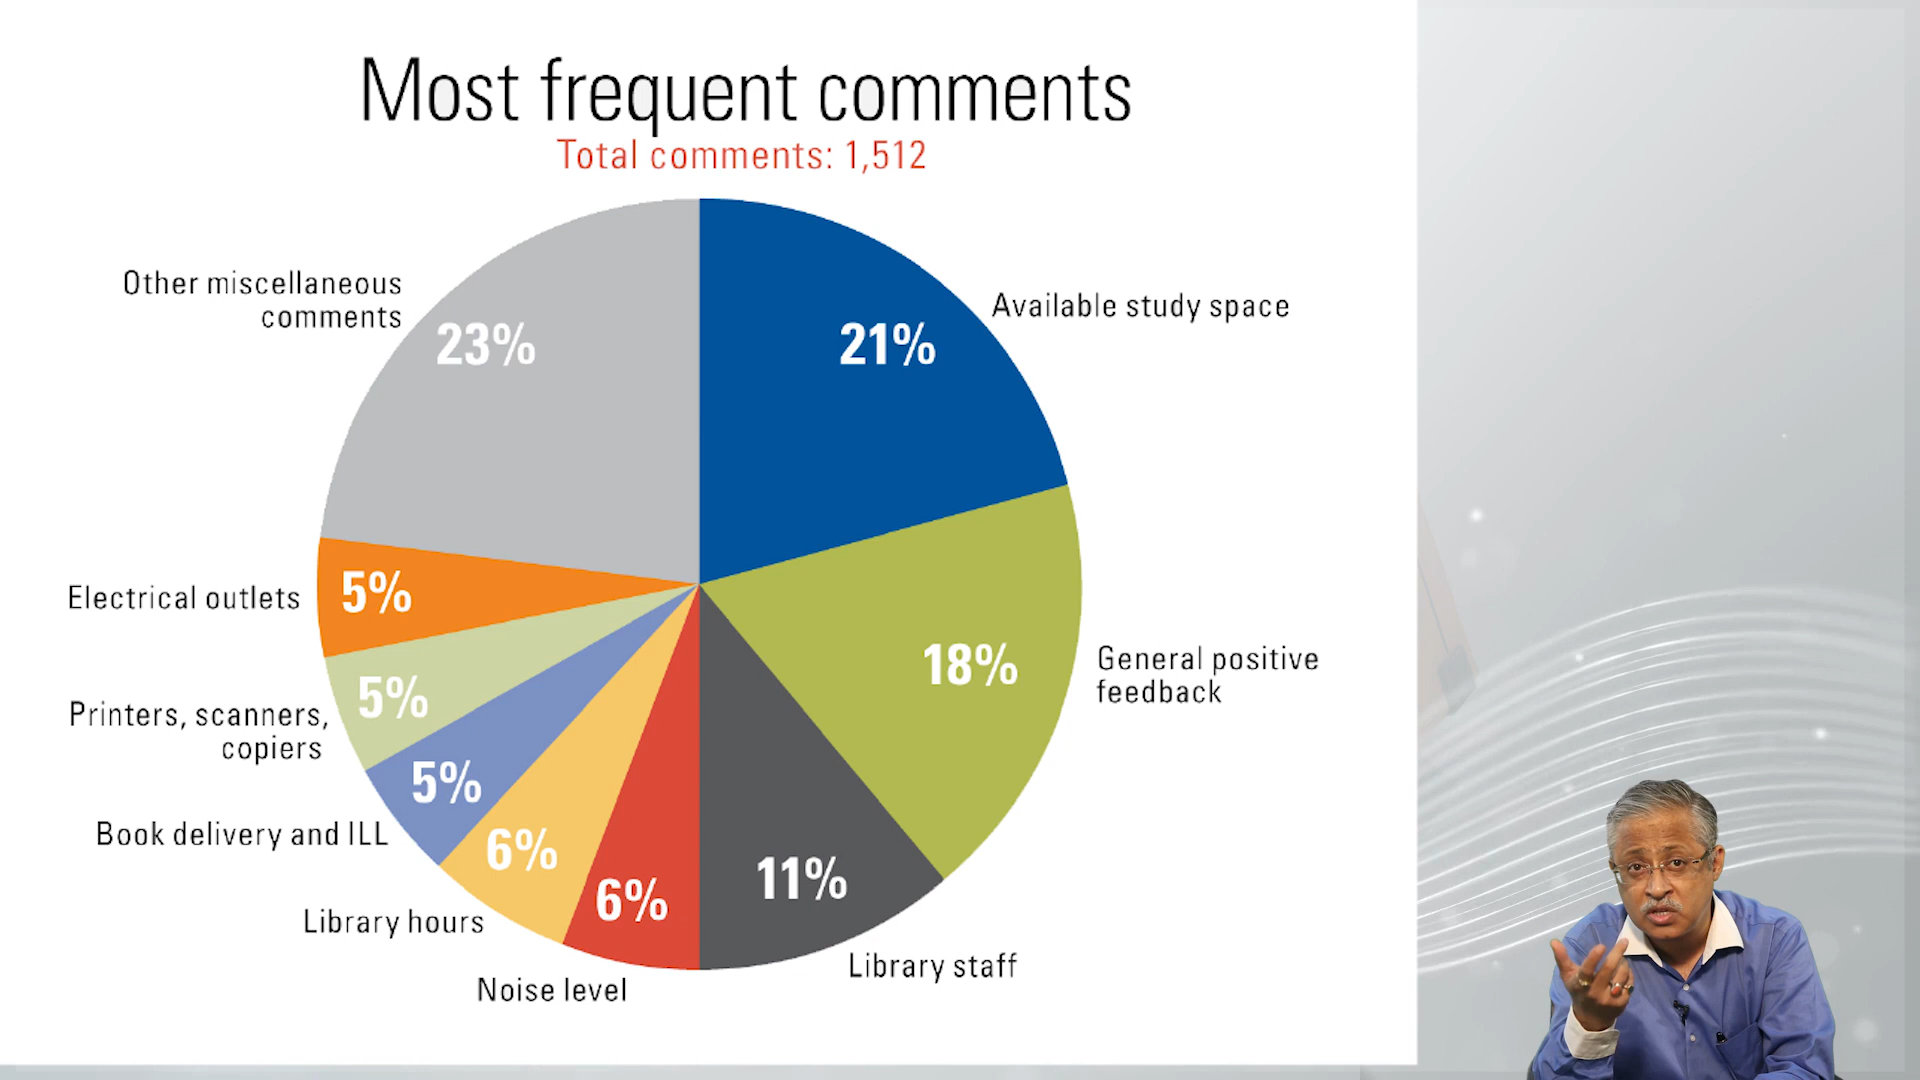 Most frequent comments
Total comments: 1,512
Other miscellaneous
comments
23%
21%
Available study space
Electrical outlets
5%
18%
General positive
feedback
Printers, scanners,
copiers
5%
5%
Book delivery and ILL
6%
Library hours
6%
Noise level
11%
Library staff